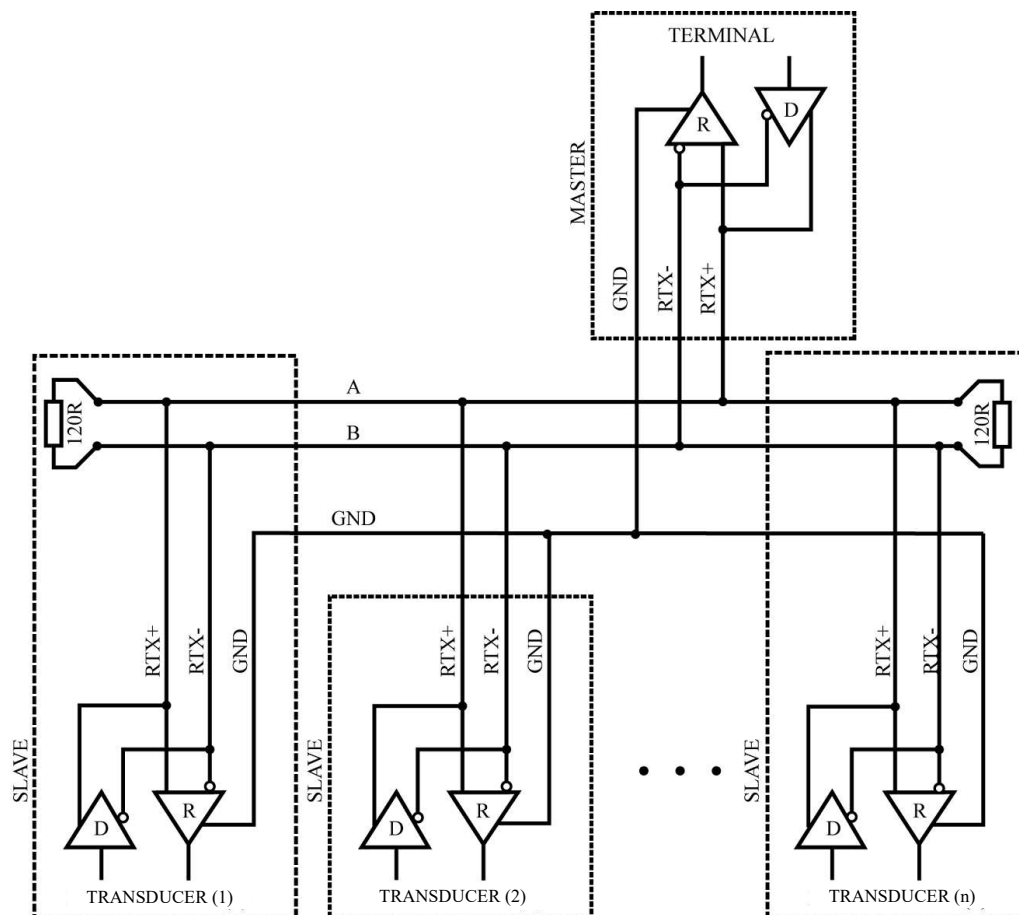 TERMINAL
R
D
MASTER
GND
RTX-
RTX+
120R
A
B
120R
GND
SLAVE
RTX+
RTX-
GND
D
R
TRANSDUCER (1)
SLAVE
RTX+
RTX-
GND
D
R
TRANSDUCER (2)
SLAVE
RTX+
RTX-
GND
D
R
TRANSDUCER (n)